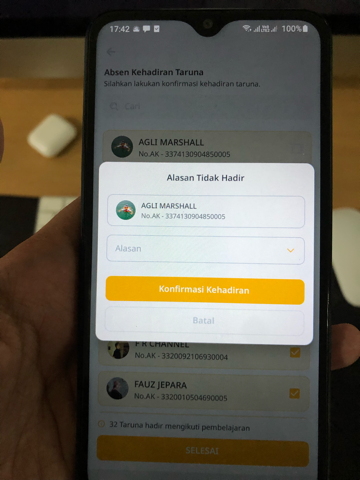 17:42
100%
Absen Kehadiran Taruna
Silahkan lakukan konfirmasi kehadiran taruna.
Cari
AGLI MARSHALL
No.AK - 3374130904850005
Alasan Tidak Hadir
AGLI MARSHALL
No.AK - 3374130904850005
Alasan
Konfirmasi Kehadiran
Batal
F R CHANNEL
No.AK - 3320092106930004
FAUZ JEPARA
No.AK - 3320010504690005
32 Taruna hadir mengikuti pembelajaran
SELESAI